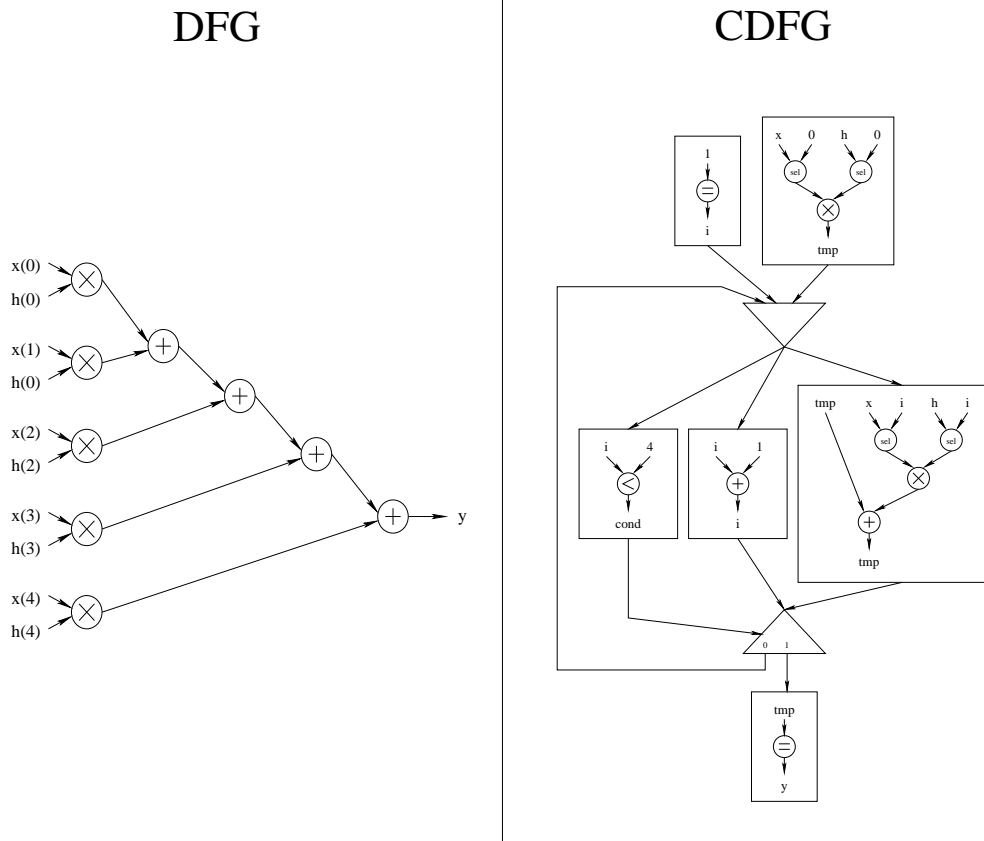 DFG
x(0)
h(0)
x(1)
h(0)
x(2)
h(2)
x(3)
h(3)
x(4)
h(4)
y
CDFG
1
=
i
x 0 h 0
sel sel
tmp
i 4
<
cond
i 1
+
i
tmp x i h i
sel sel
+
tmp
0 1
tmp
=
y